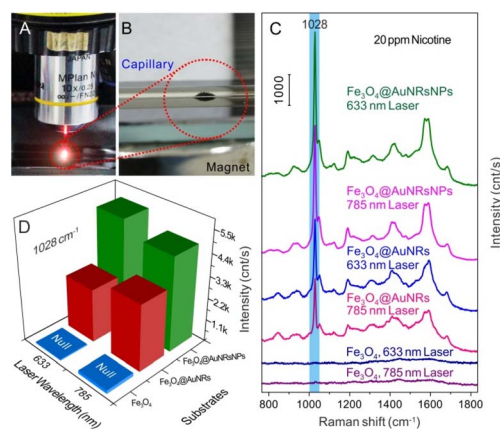 A
JAPAN
MPlan N
10x/0.25
∞/-/FN22
B
Capillary
Magnet
C
1028
20 ppm Nicotine
1000
Fe₃O₄@AuNRsNPs
633 nm Laser
Fe₃O₄@AuNRsNPs
785 nm Laser
Fe₃O₄@AuNRs
633 nm Laser
Fe₃O₄@AuNRs
785 nm Laser
Fe₃O₄, 633 nm Laser
Fe₃O₄, 785 nm Laser
Intensity (cnt/s)
800 1000 1200 1400 1600 1800
Raman shift (cm⁻¹)
D
1028 cm⁻¹
5.5k
4.4k
3.3k
2.2k
1.1k
Intensity (cnt/s)
Null
Null
633
785
Laser Wavelength (nm)
Fe₃O₄@AuNRsNPs
Fe₃O₄@AuNRs
Fe₃O₄
Substrates
Intensity (cnt/s)